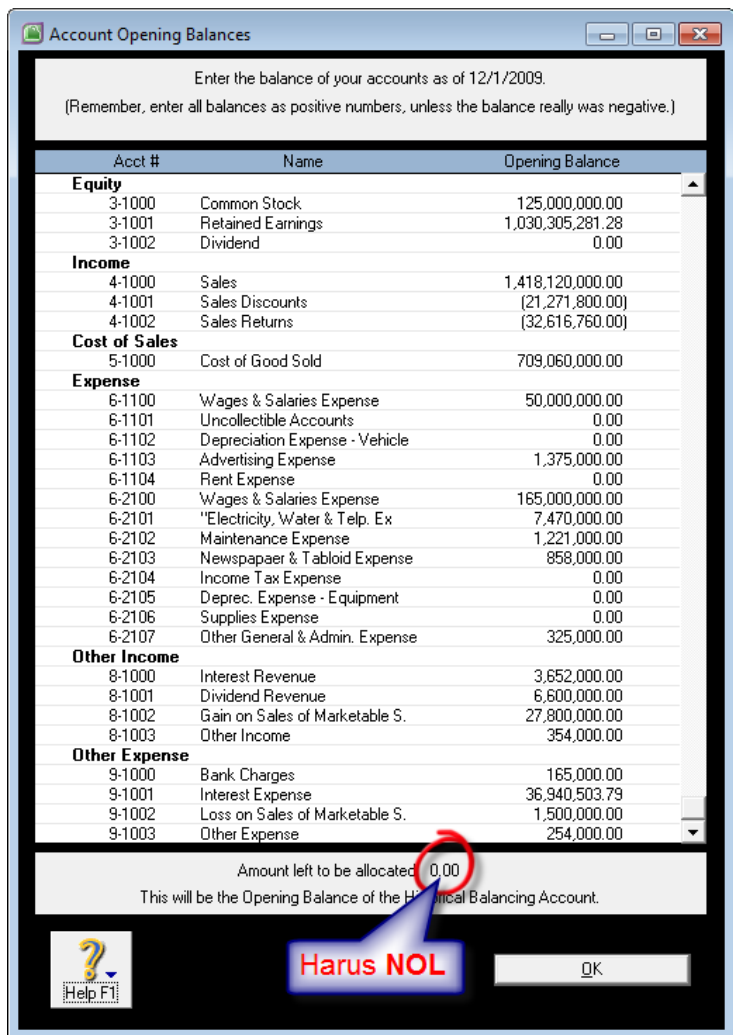 Account Opening Balances
Enter the balance of your accounts as of 12/1/2009.
(Remember, enter all balances as positive numbers, unless the balance really was negative.)
Acct # Name Opening Balance
Equity
3-1000 Common Stock 125,000,000.00
3-1001 Retained Earnings 1,030,305,281.28
3-1002 Dividend 0.00
Income
4-1000 Sales 1,418,120,000.00
4-1001 Sales Discounts (21,271,800.00)
4-1002 Sales Returns (32,616,760.00)
Cost of Sales
5-1000 Cost of Good Sold 709,060,000.00
Expense
6-1100 Wages & Salaries Expense 50,000,000.00
6-1101 Uncollectible Accounts 0.00
6-1102 Depreciation Expense - Vehicle 0.00
6-1103 Advertising Expense 1,375,000.00
6-1104 Rent Expense 0.00
6-2100 Wages & Salaries Expense 165,000,000.00
6-2101 "Electricity, Water & Telp. Ex 7,470,000.00
6-2102 Maintenance Expense 1,221,000.00
6-2103 Newspapaer & Tabloid Expense 858,000.00
6-2104 Income Tax Expense 0.00
6-2105 Deprec. Expense - Equipment 0.00
6-2106 Supplies Expense 0.00
6-2107 Other General & Admin. Expense 325,000.00
Other Income
8-1000 Interest Revenue 3,652,000.00
8-1001 Dividend Revenue 6,600,000.00
8-1002 Gain on Sales of Marketable S. 27,800,000.00
8-1003 Other Income 354,000.00
Other Expense
9-1000 Bank Charges 165,000.00
9-1001 Interest Expense 36,940,503.79
9-1002 Loss on Sales of Marketable S. 1,500,000.00
9-1003 Other Expense 254,000.00
Amount left to be allocated 0.00
This will be the Opening Balance of the Historical Balancing Account.
Harus NOL
Help F1
OK